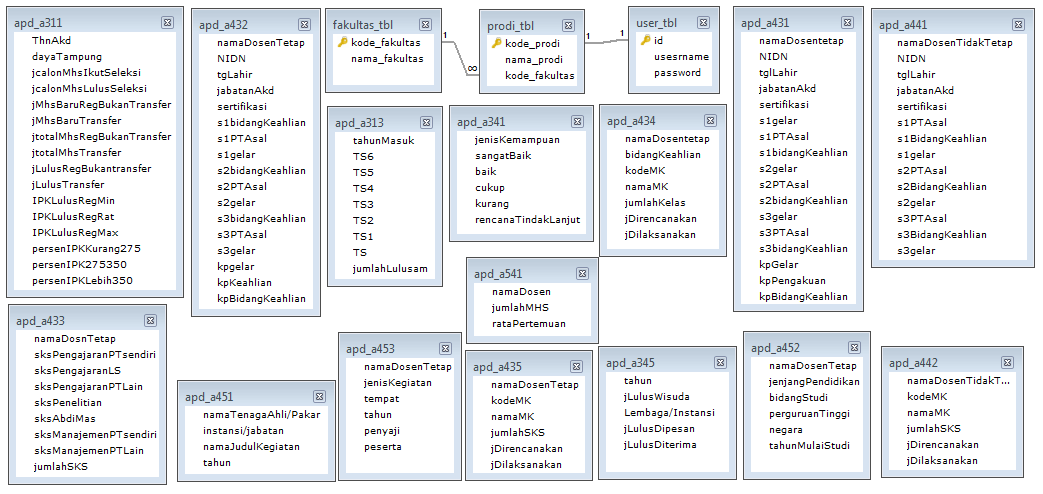 apd_a311
ThnAkd
dayaTampung
jcalonMhsIkutSeleksi
jcalonMhsLulusSeleksi
jMhsBaruRegBukanTransfer
jMhsBaruTransfer
jtotalMhsRegBukanTransfer
jtotalMhsTransfer
jLulusRegBukantransfer
jLulusTransfer
IPKLulusRegMin
IPKLulusRegRat
IPKLulusRegMax
persenIPKKurang275
persenIPK275350
persenIPKLebih350
apd_a432
namaDosenTetap
NIDN
tglLahir
jabatanAkd
sertifikasi
s1bidangKeahlian
s1PTAsal
s1gelar
s2bidangKeahlian
s2PTAsal
s2gelar
s3bidangKeahlian
s3PTAsal
s3gelar
kpgelar
kpKeahlian
kpBidangKeahlian
fakultas_tbl
kode_fakultas
nama_fakultas
1
∞
prodi_tbl
kode_prodi
nama_prodi
kode_fakultas
1
1
user_tbl
id
usesrname
password
apd_a431
namaDosentetap
NIDN
tglLahir
jabatanAkd
sertifikasi
s1gelar
s1PTAsal
s1bidangKeahlian
s2gelar
s2PTAsal
s2bidangKeahlian
s3gelar
s3PTAsal
s3bidangKeahlian
kpGelar
kpPengakuan
kpBidangKeahlian
apd_a441
namaDosenTidakTetap
NIDN
tglLahir
jabatanAkd
sertifikasi
s1PTAsal
s1BidangKeahlian
s1gelar
s2PTAsal
s2BidangKeahlian
s2gelar
s3PTAsal
s3BidangKeahlian
s3gelar
apd_a313
tahunMasuk
TS6
TS5
TS4
TS3
TS2
TS1
TS
jumlahLulusam
apd_a341
jenisKemampuan
sangatBaik
baik
cukup
kurang
rencanaTindakLanjut
apd_a434
namaDosentetap
bidangKeahlian
kodeMK
namaMK
jumlahKelas
jDirencanakan
jDilaksanakan
apd_a541
namaDosen
jumlahMHS
rataPertemuan
apd_a433
namaDosnTetap
sksPengajaranPTsendiri
sksPengajaranLS
sksPengajaranPTLain
sksPenelitian
sksAbdiMas
sksManajemenPTsendiri
sksManajemenPTLain
jumlahSKS
apd_a451
namaTenagaAhli/Pakar
instansi/jabatan
namaJudulKegiatan
tahun
apd_a453
namaDosenTetap
jenisKegiatan
tempat
tahun
penyaji
peserta
apd_a435
namaDosenTetap
kodeMK
namaMK
jumlahSKS
jDirencanakan
jDilaksanakan
apd_a345
tahun
jLulusWisuda
Lembaga/Instansi
jLulusDipesan
jLulusDiterima
apd_a452
namaDosenTetap
jenjangPendidikan
bidangStudi
perguruanTinggi
negara
tahunMulaiStudi
apd_a442
namaDosenTidakT...
kodeMK
namaMK
jumlahSKS
jDirencanakan
jDilaksanakan